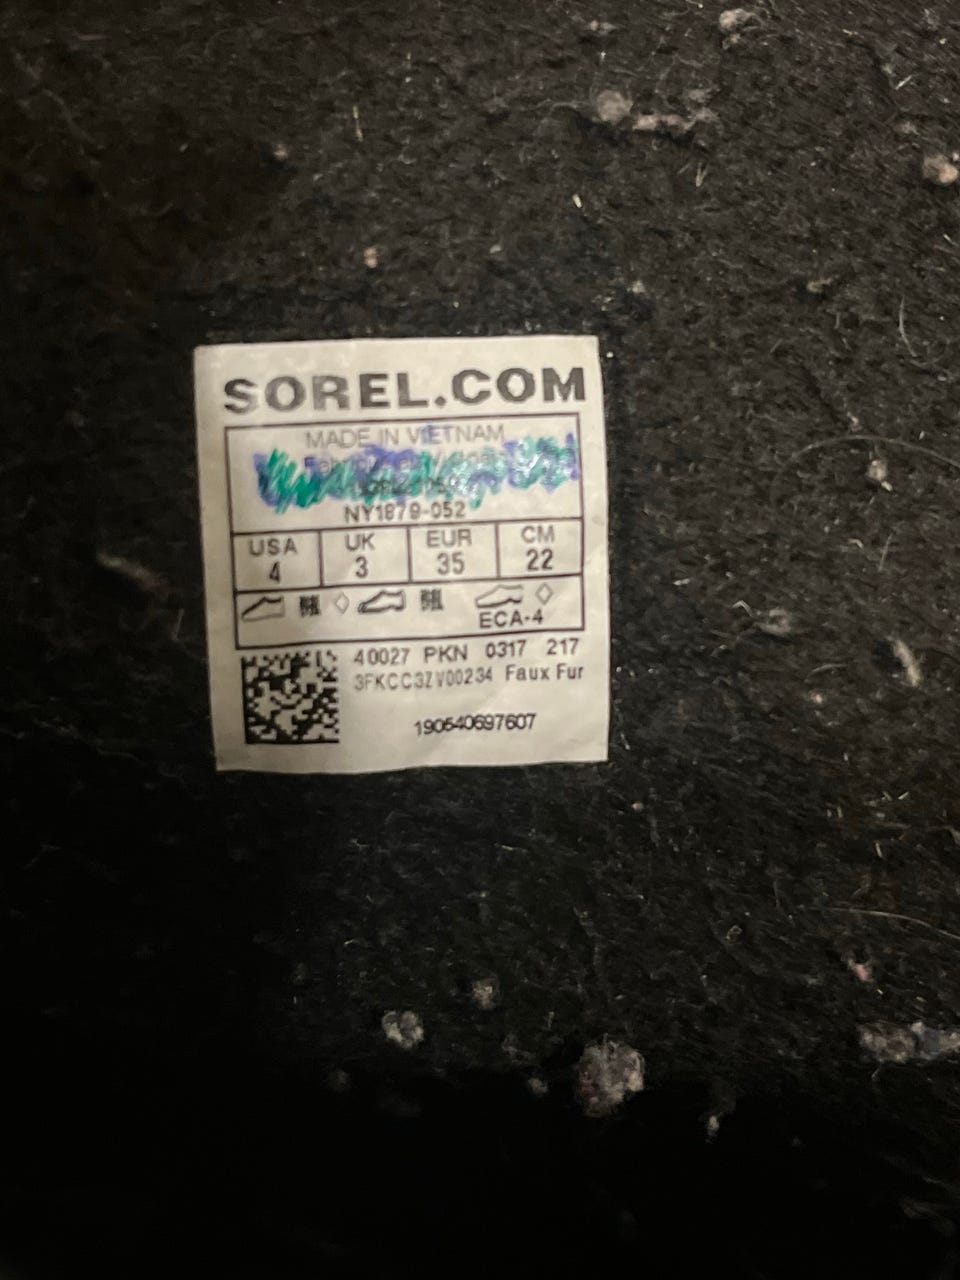 SOREL.COM
MADE IN VIETNAM
NY1879-052
USA UK EUR CM
4 3 35 22
ECA-4
40027 PKN 0317 217
3FKCC3ZV00234 Faux Fur
190540697607